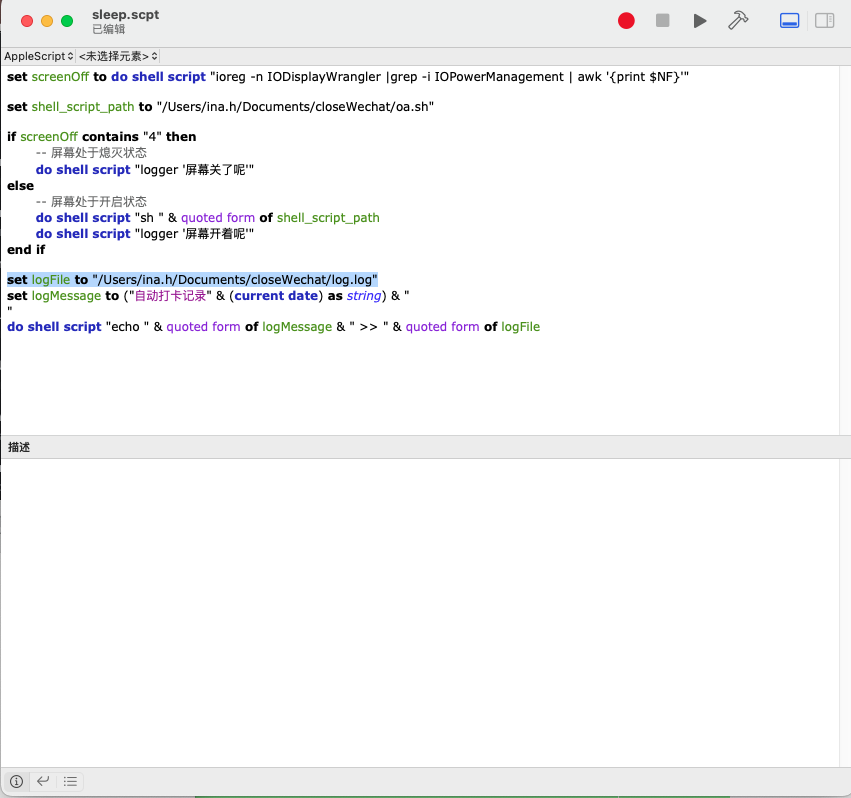 sleep.scpt
已编辑
AppleScript <未选择元素>
set screenOff to do shell script "ioreg -n IODisplayWrangler |grep -i IOPowerManagement | awk '{print $NF}'"
set shell_script_path to "/Users/ina.h/Documents/closeWechat/oa.sh"
if screenOff contains "4" then
-- 屏幕处于熄灭状态
do shell script "logger '屏幕关了呢'"
else
-- 屏幕处于开启状态
do shell script "sh " & quoted form of shell_script_path
do shell script "logger '屏幕开着呢'"
end if
set logFile to "/Users/ina.h/Documents/closeWechat/log.log"
set logMessage to ("自动打卡记录" & (current date) as string) & "
"
do shell script "echo " & quoted form of logMessage & " >> " & quoted form of logFile
描述